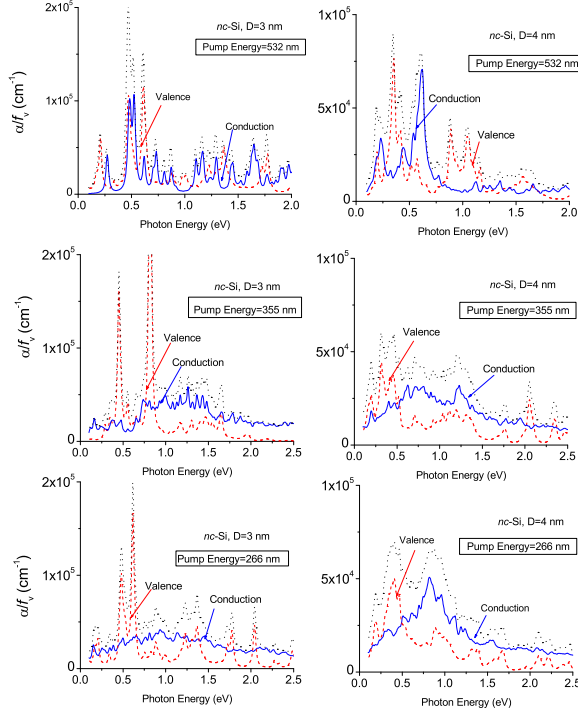 nc-Si, D=3 nm
Pump Energy=532 nm
Valence
Conduction
2x10^5
1x10^5
0
α/f_v (cm^-1)
0.0 0.5 1.0 1.5 2.0
Photon Energy (eV)
nc-Si, D=4 nm
Pump Energy=532 nm
Conduction
Valence
1x10^5
5x10^4
0
0.0 0.5 1.0 1.5 2.0
Photon Energy (eV)
nc-Si, D=3 nm
Pump Energy=355 nm
Valence
Conduction
2x10^5
1x10^5
0
α/f_v (cm^-1)
0.0 0.5 1.0 1.5 2.0 2.5
Photon Energy (eV)
nc-Si, D=4 nm
Pump Energy=355 nm
Valence
Conduction
1x10^5
5x10^4
0
0.0 0.5 1.0 1.5 2.0 2.5
Photon Energy (eV)
nc-Si, D=3 nm
Pump Energy=266 nm
Valence
Conduction
2x10^5
1x10^5
0
α/f_v (cm^-1)
0.0 0.5 1.0 1.5 2.0 2.5
Photon Energy (eV)
nc-Si, D=4 nm
Pump Energy=266 nm
Valence
Conduction
1x10^5
5x10^4
0
0.0 0.5 1.0 1.5 2.0 2.5
Photon Energy (eV)